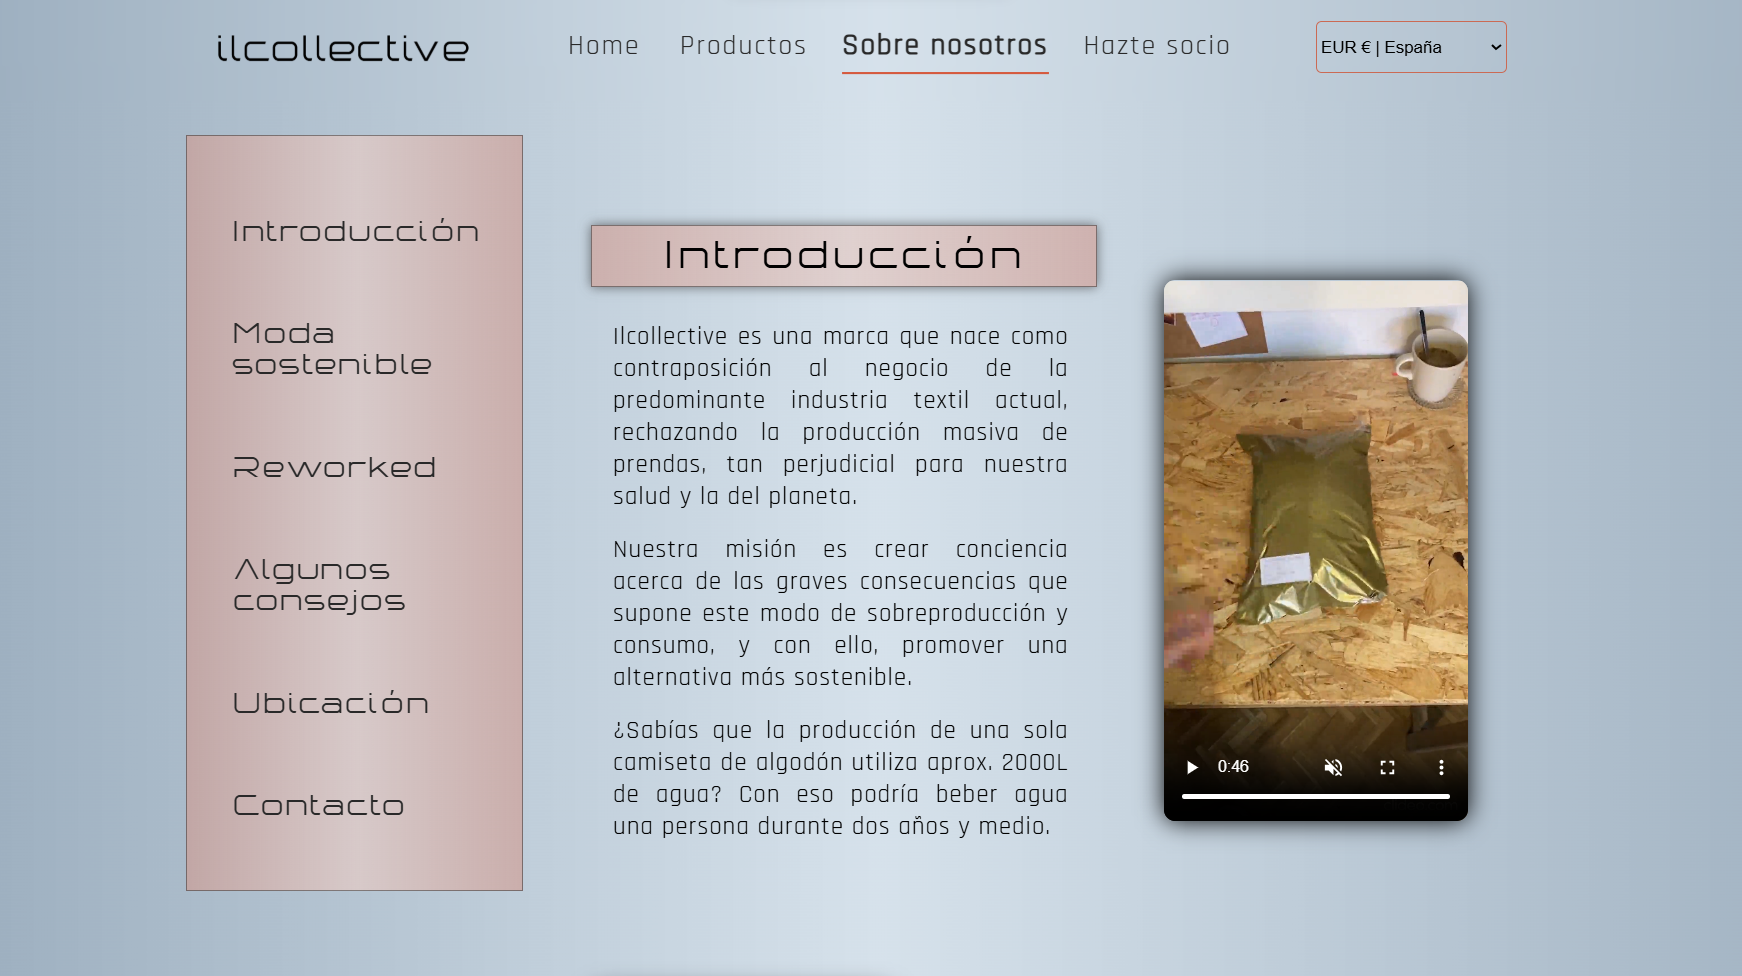 ilcollective
Home
Productos
Sobre nosotros
Hazte socio
EUR € | España
Introducción
Moda
sostenible
Reworked
Algunos
consejos
Ubicación
Contacto
Introducción
Ilcollective es una marca que nace como
contraposición al negocio de la
predominante industria textil actual,
rechazando la producción masiva de
prendas, tan perjudicial para nuestra
salud y la del planeta.
Nuestra misión es crear conciencia
acerca de las graves consecuencias que
supone este modo de sobreproducción y
consumo, y con ello, promover una
alternativa más sostenible.
¿Sabías que la producción de una sola
camiseta de algodón utiliza aprox. 2000L
de agua? Con eso podría beber agua
una persona durante dos años y medio.
0:46